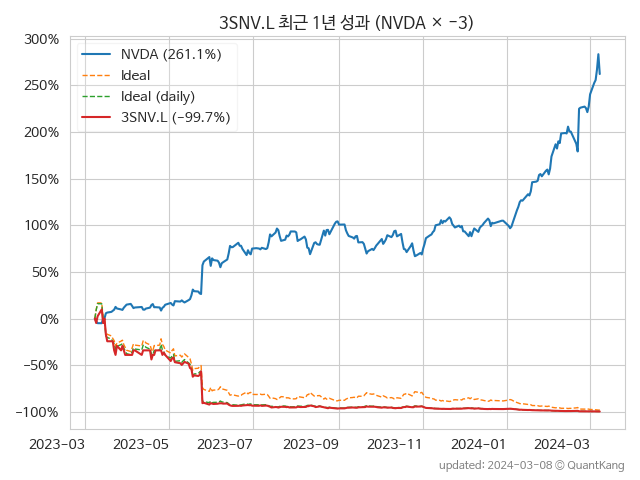 3SNV.L 최근 1년 성과 (NVDA × −3)
300%
250%
200%
150%
100%
50%
0%
−50%
−100%
NVDA (261.1%)
Ideal
Ideal (daily)
3SNV.L (−99.7%)
2023−03
2023−05
2023−07
2023−09
2023−11
2024−01
2024−03
updated: 2024−03−08 © QuantKang